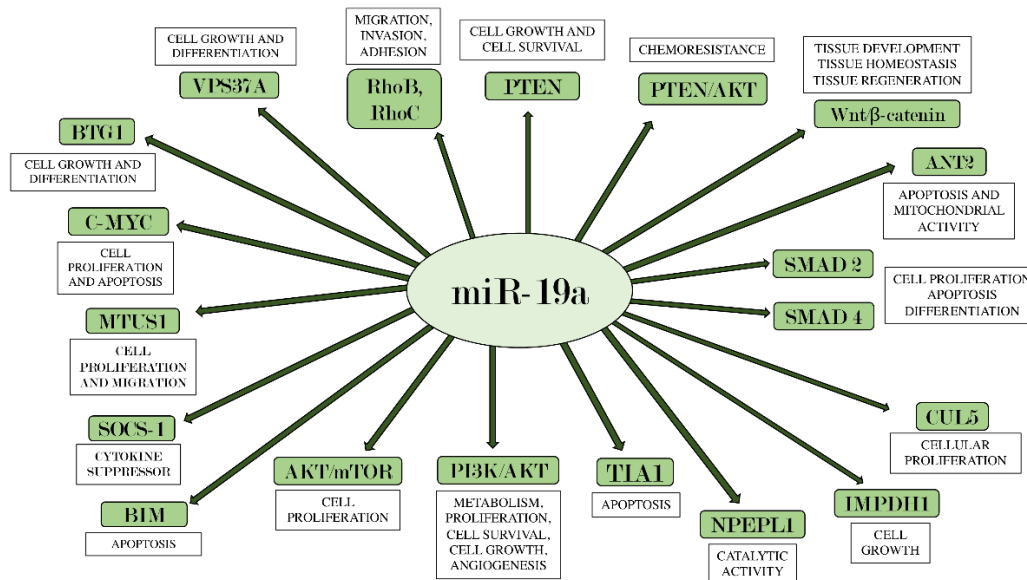 CELL GROWTH AND
DIFFERENTIATION
VPS37A
MIGRATION,
INVASION,
ADHESION
RhoB,
RhoC
CELL GROWTH AND
CELL SURVIVAL
PTEN
CHEMORESISTANCE
PTEN/AKT
TISSUE DEVELOPMENT
TISSUE HOMEOSTASIS
TISSUE REGENERATION
Wnt/β-catenin
BTG1
CELL GROWTH AND
DIFFERENTIATION
ANT2
APOPTOSIS AND
MITOCHONDRIAL
ACTIVITY
C-MYC
CELL
PROLIFERATION
AND APOPTOSIS
miR-19a
SMAD 2
SMAD 4
CELL PROLIFERATION
APOPTOSIS
DIFFERENTIATION
MTUS1
CELL
PROLIFERATION
AND MIGRATION
SOCS-1
CYTOKINE
SUPPRESSOR
CUL5
CELLULAR
PROLIFERATION
BIM
APOPTOSIS
AKT/mTOR
CELL
PROLIFERATION
PI3K/AKT
METABOLISM,
PROLIFERATION,
CELL SURVIVAL,
CELL GROWTH,
ANGIOGENESIS
TIA1
APOPTOSIS
NPEPL1
CATALYTIC
ACTIVITY
IMPDH1
CELL
GROWTH